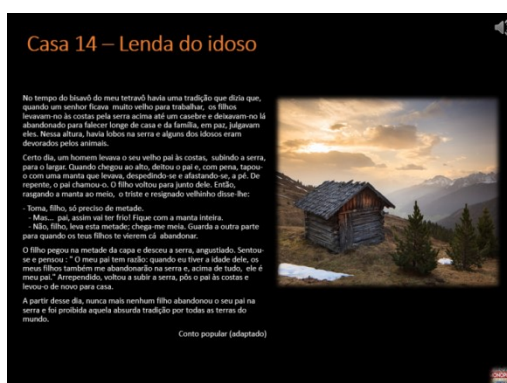 Casa 14 – Lenda do idoso
No tempo do bisavô do meu tetravô havia uma tradição que dizia que,
quando um senhor ficava muito velho para trabalhar, os filhos
levavam-no às costas pela serra acima até um casebre e deixavam-no lá
abandonado para falecer longe de casa e da família, em paz, julgavam
eles. Nessa altura, havia lobos na serra e alguns dos idosos eram
devorados pelos animais.
Certo dia, um homem levava o seu velho pai às costas, subindo a serra,
para o largar. Quando chegou ao alto, deitou o pai e, com pena, tapou-
o com uma manta que levava, despedindo-se e afastando-se, a pé. De
repente, o pai chamou-o. O filho voltou para junto dele. Então,
rasgando a manta ao meio, o triste e resignado velhinho disse-lhe:
- Toma, filho, só preciso de metade.
- Mas... pai, assim vai ter frio! Fique com a manta inteira.
- Não, filho, leva esta metade; chega-me meia. Guarda a outra parte
para quando os teus filhos te vierem cá abandonar.
O filho pegou na metade da capa e desceu a serra, angustiado. Sentou-
se e pensou : " O meu pai tem razão: quando eu tiver a idade dele, os
meus filhos também me abandonarão na serra e, acima de tudo, ele é
meu pai." Arrependido, voltou a subir a serra, pôs o pai às costas e
levou-o de novo para casa.
A partir desse dia, nunca mais nenhum filho abandonou o seu pai na
serra e foi proibida aquela absurda tradição por todas as terras do
mundo.
Conto popular (adaptado)